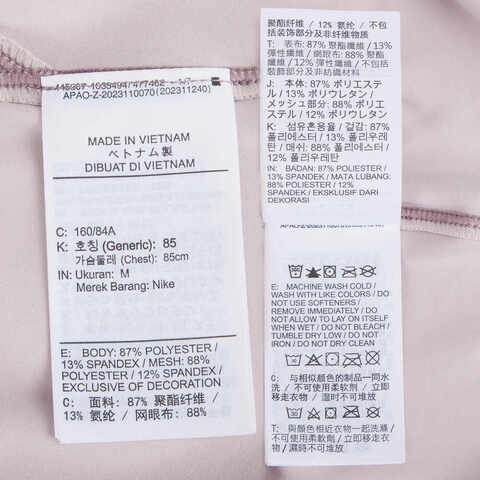 APAO-Z-2023110070(20231124​0)
MADE IN VIETNAM
ベトナム製
DIBUAT DI VIETNAM
C: 160/84A
K: 호칭 (Generic): 85
가슴둘레 (Chest): 85cm
IN: Ukuran: M
Merek Barang: Nike
E: BODY: 87% POLYESTER /
13% SPANDEX / MESH: 88%
POLYESTER / 12% SPANDEX /
EXCLUSIVE OF DECORATION
C: 面料: 87% 聚酯纤维 /
13% 氨纶 / 网眼布: 88%
聚酯纤维 / 12% 氨纶 / 不包
括装饰部分及非纤维物质
T: 表布: 87% 聚酯纖維 / 13%
彈性纖維 / 網眼布: 88% 聚酯
纖維 / 12% 彈性纖維 / 不包括
裝飾部分及非紡織材料
J: 本体: 87% ポリエステ
ル / 13% ポリウレタン /
メッシュ部分: 88% ポリエス
テル / 12% ポリウレタン
K: 섬유혼용율 / 겉감: 87%
폴리에스터 / 13% 폴리우레
탄 / 매쉬: 88% 폴리에스터 /
12% 폴리우레탄
IN: BADAN: 87% POLIESTER /
13% SPANDEX / MATA LUBANG:
88% POLIESTER / 12%
SPANDEX / EKSKLUSIF DARI
DEKORASI
E: MACHINE WASH COLD /
WASH WITH LIKE COLORS / DO
NOT USE SOFTENERS /
REMOVE IMMEDIATELY / DO
NOT ALLOW TO LAY ON ITSELF
WHEN WET / DO NOT BLEACH /
TUMBLE DRY LOW / DO NOT
IRON / DO NOT DRY CLEAN
C: 与相似颜色的制品一同水
洗 / 不可使用柔软剂 / 立即
移走衣物 / 湿时不可堆放
T: 與顏色相近衣物一起洗滌 /
不可使用柔軟劑 / 立即取出
衣物 / 濕時不可堆放